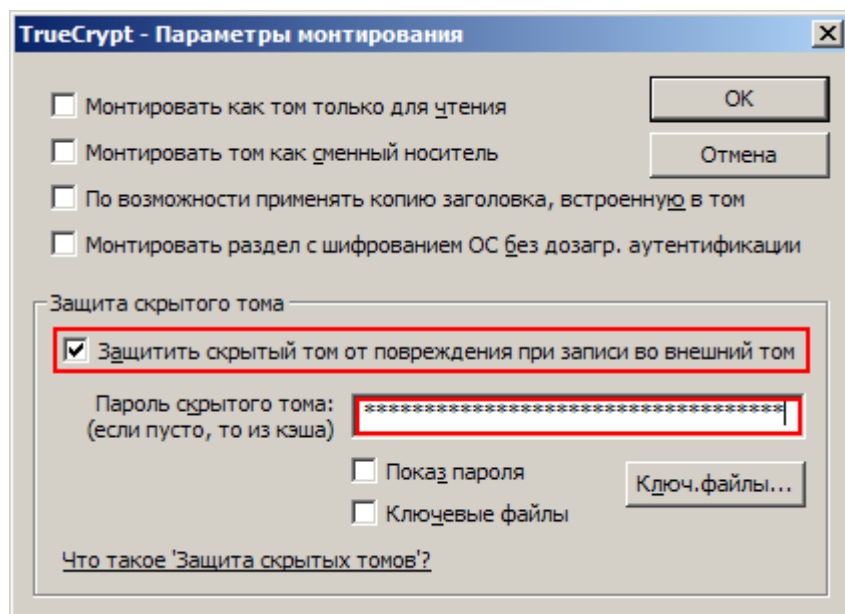 TrueCrypt - Параметры монтирования
Монтировать как том только для чтения
OK
Монтировать том как сменный носитель
Отмена
По возможности применять копию заголовка, встроенную в том
Монтировать раздел с шифрованием ОС без дозагр. аутентификации
Защита скрытого тома
Защитить скрытый том от повреждения при записи во внешний том
Пароль скрытого тома:
(если пусто, то из кэша)
***********************************
Показ пароля
Ключ.файлы...
Ключевые файлы
Что такое 'Защита скрытых томов'?